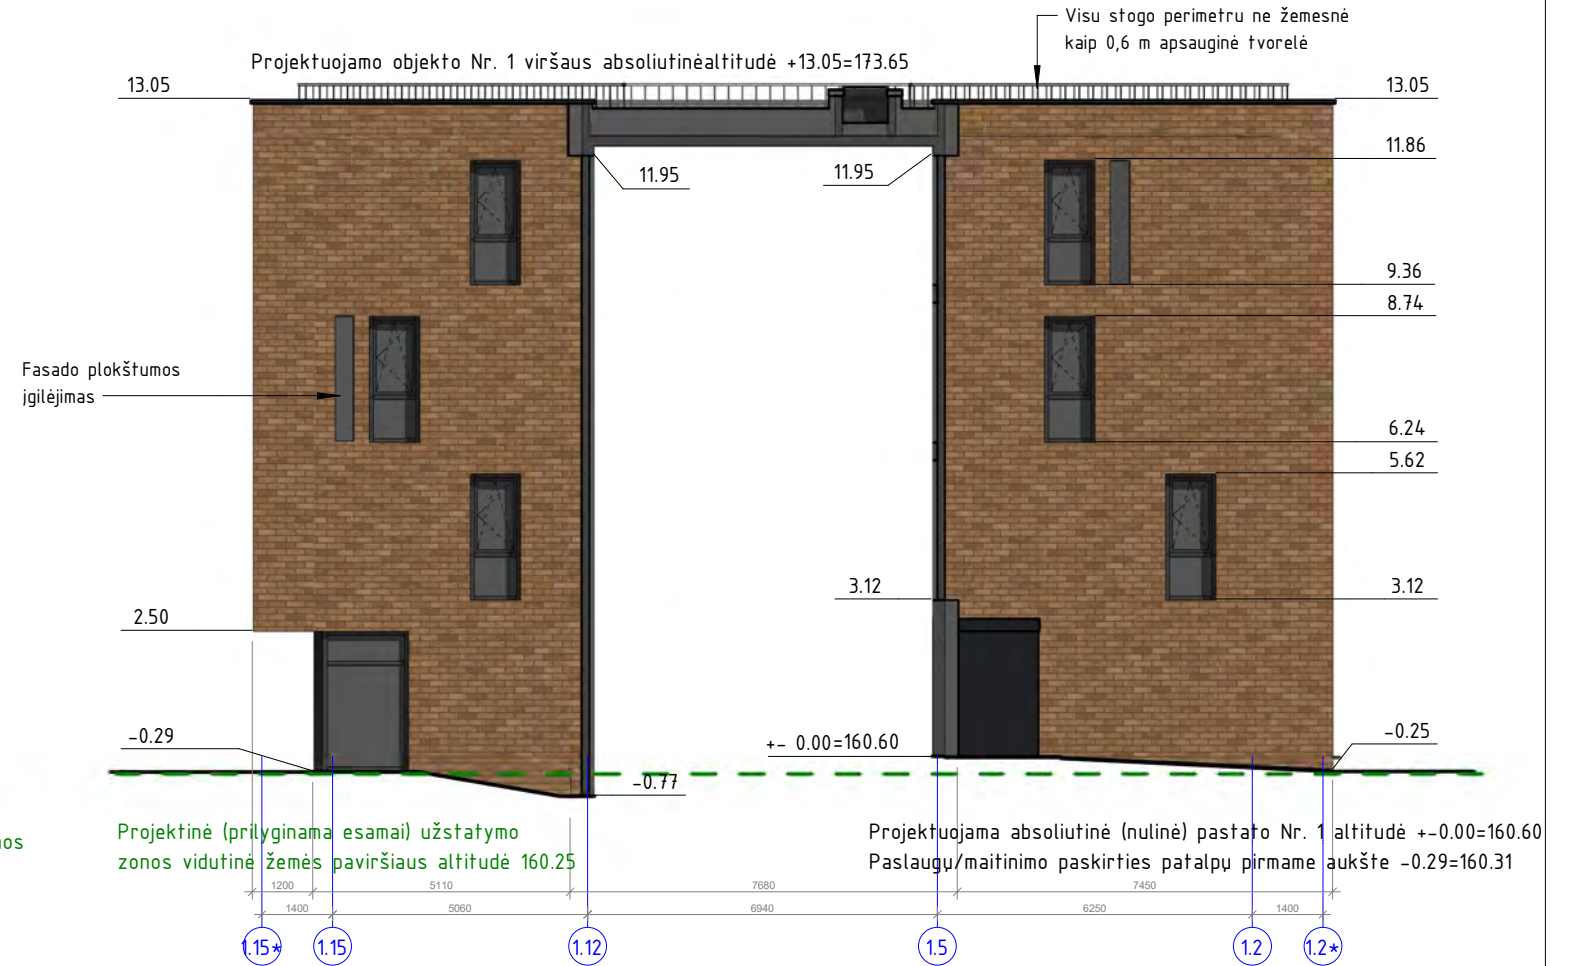 Visu stogo perimetru ne žemesnė
kaip 0,6 m apsauginė tvorelė
Projektuojamo objekto Nr. 1 viršaus absoliutinėaltitudė +13.05=173.65
13.05
13.05
11.86
11.95
11.95
9.36
8.74
Fasado plokštumos
įgilėjimas
6.24
5.62
3.12
3.12
2.50
-0.29
+- 0.00=160.60
-0.25
-0.77
Projektinė (prilyginama esamai) užstatymo
zonos vidutinė žemės paviršiaus altitudė 160.25
Projektuojama absoliutinė (nulinė) pastato Nr. 1 altitudė +-0.00=160.60
Paslaugų/maitinimo paskirties patalpų pirmame aukšte -0.29=160.31
1200 5110 7680 7450
1400 5060 6940 6250 1400
1.15* 1.15 1.12 1.5 1.2 1.2*